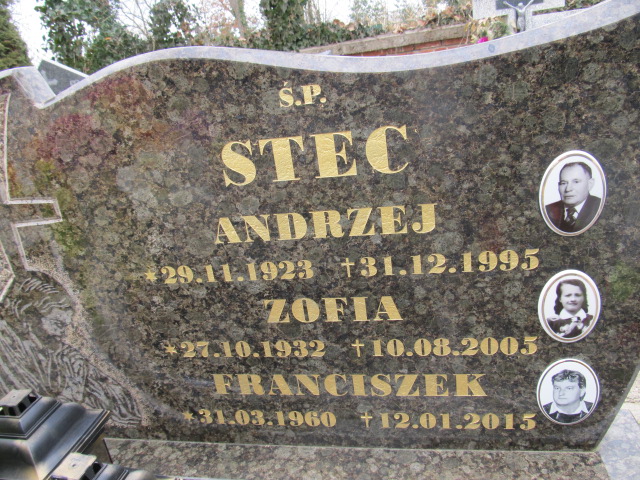 Ś.P.
STEC
ANDRZEJ
*29.11.1923 †31.12.1995
ZOFIA
*27.10.1932 †10.08.2005
FRANCISZEK
*31.03.1960 †12.01.2015